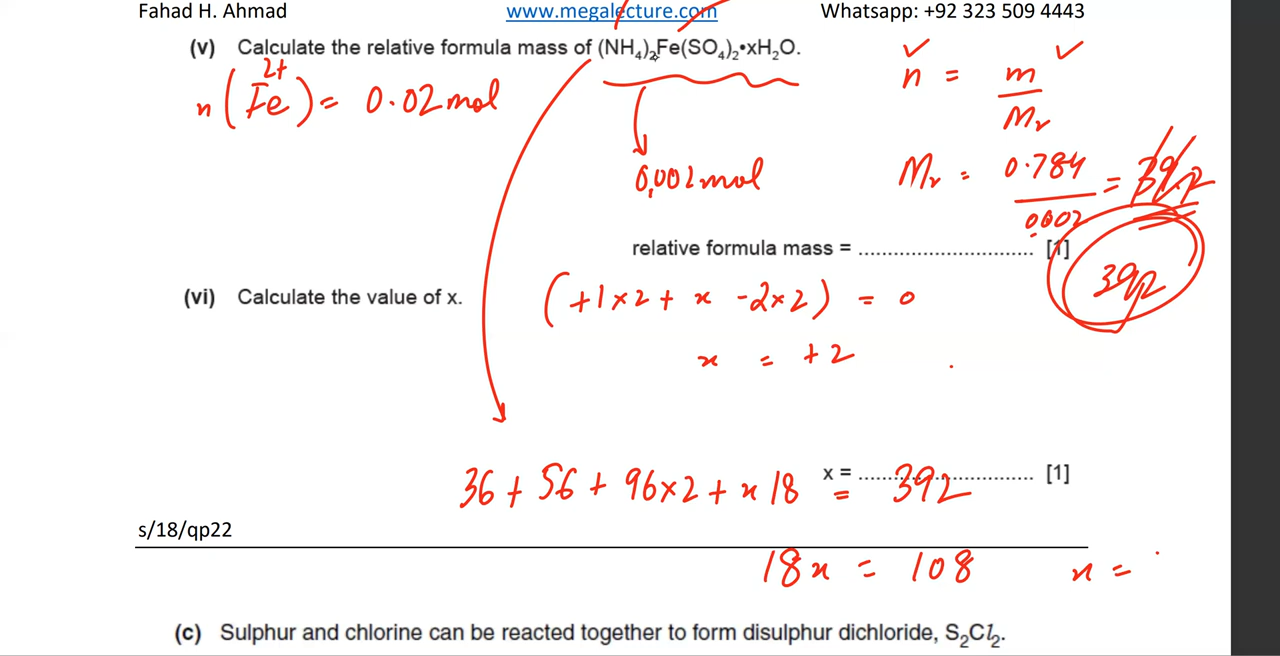 Fahad H. Ahmad www.megalecture.com Whatsapp: +92 323 509 4443
(v) Calculate the relative formula mass of (NH₄)₂Fe(SO₄)₂•xH₂O.
n(Fe²⁺) = 0.02 mol
n = m/Mr
0.002 mol
Mr = 0.784/0.002 = 392
relative formula mass = .................................. [1]
392
(vi) Calculate the value of x.
(+1×2 + x -2×2) = 0
x = +2
x = .................................. [1]
36 + 56 + 96×2 + x 18 = 392
s/18/qp22
18x = 108 x =
(c) Sulphur and chlorine can be reacted together to form disulphur dichloride, S₂Cl₂.